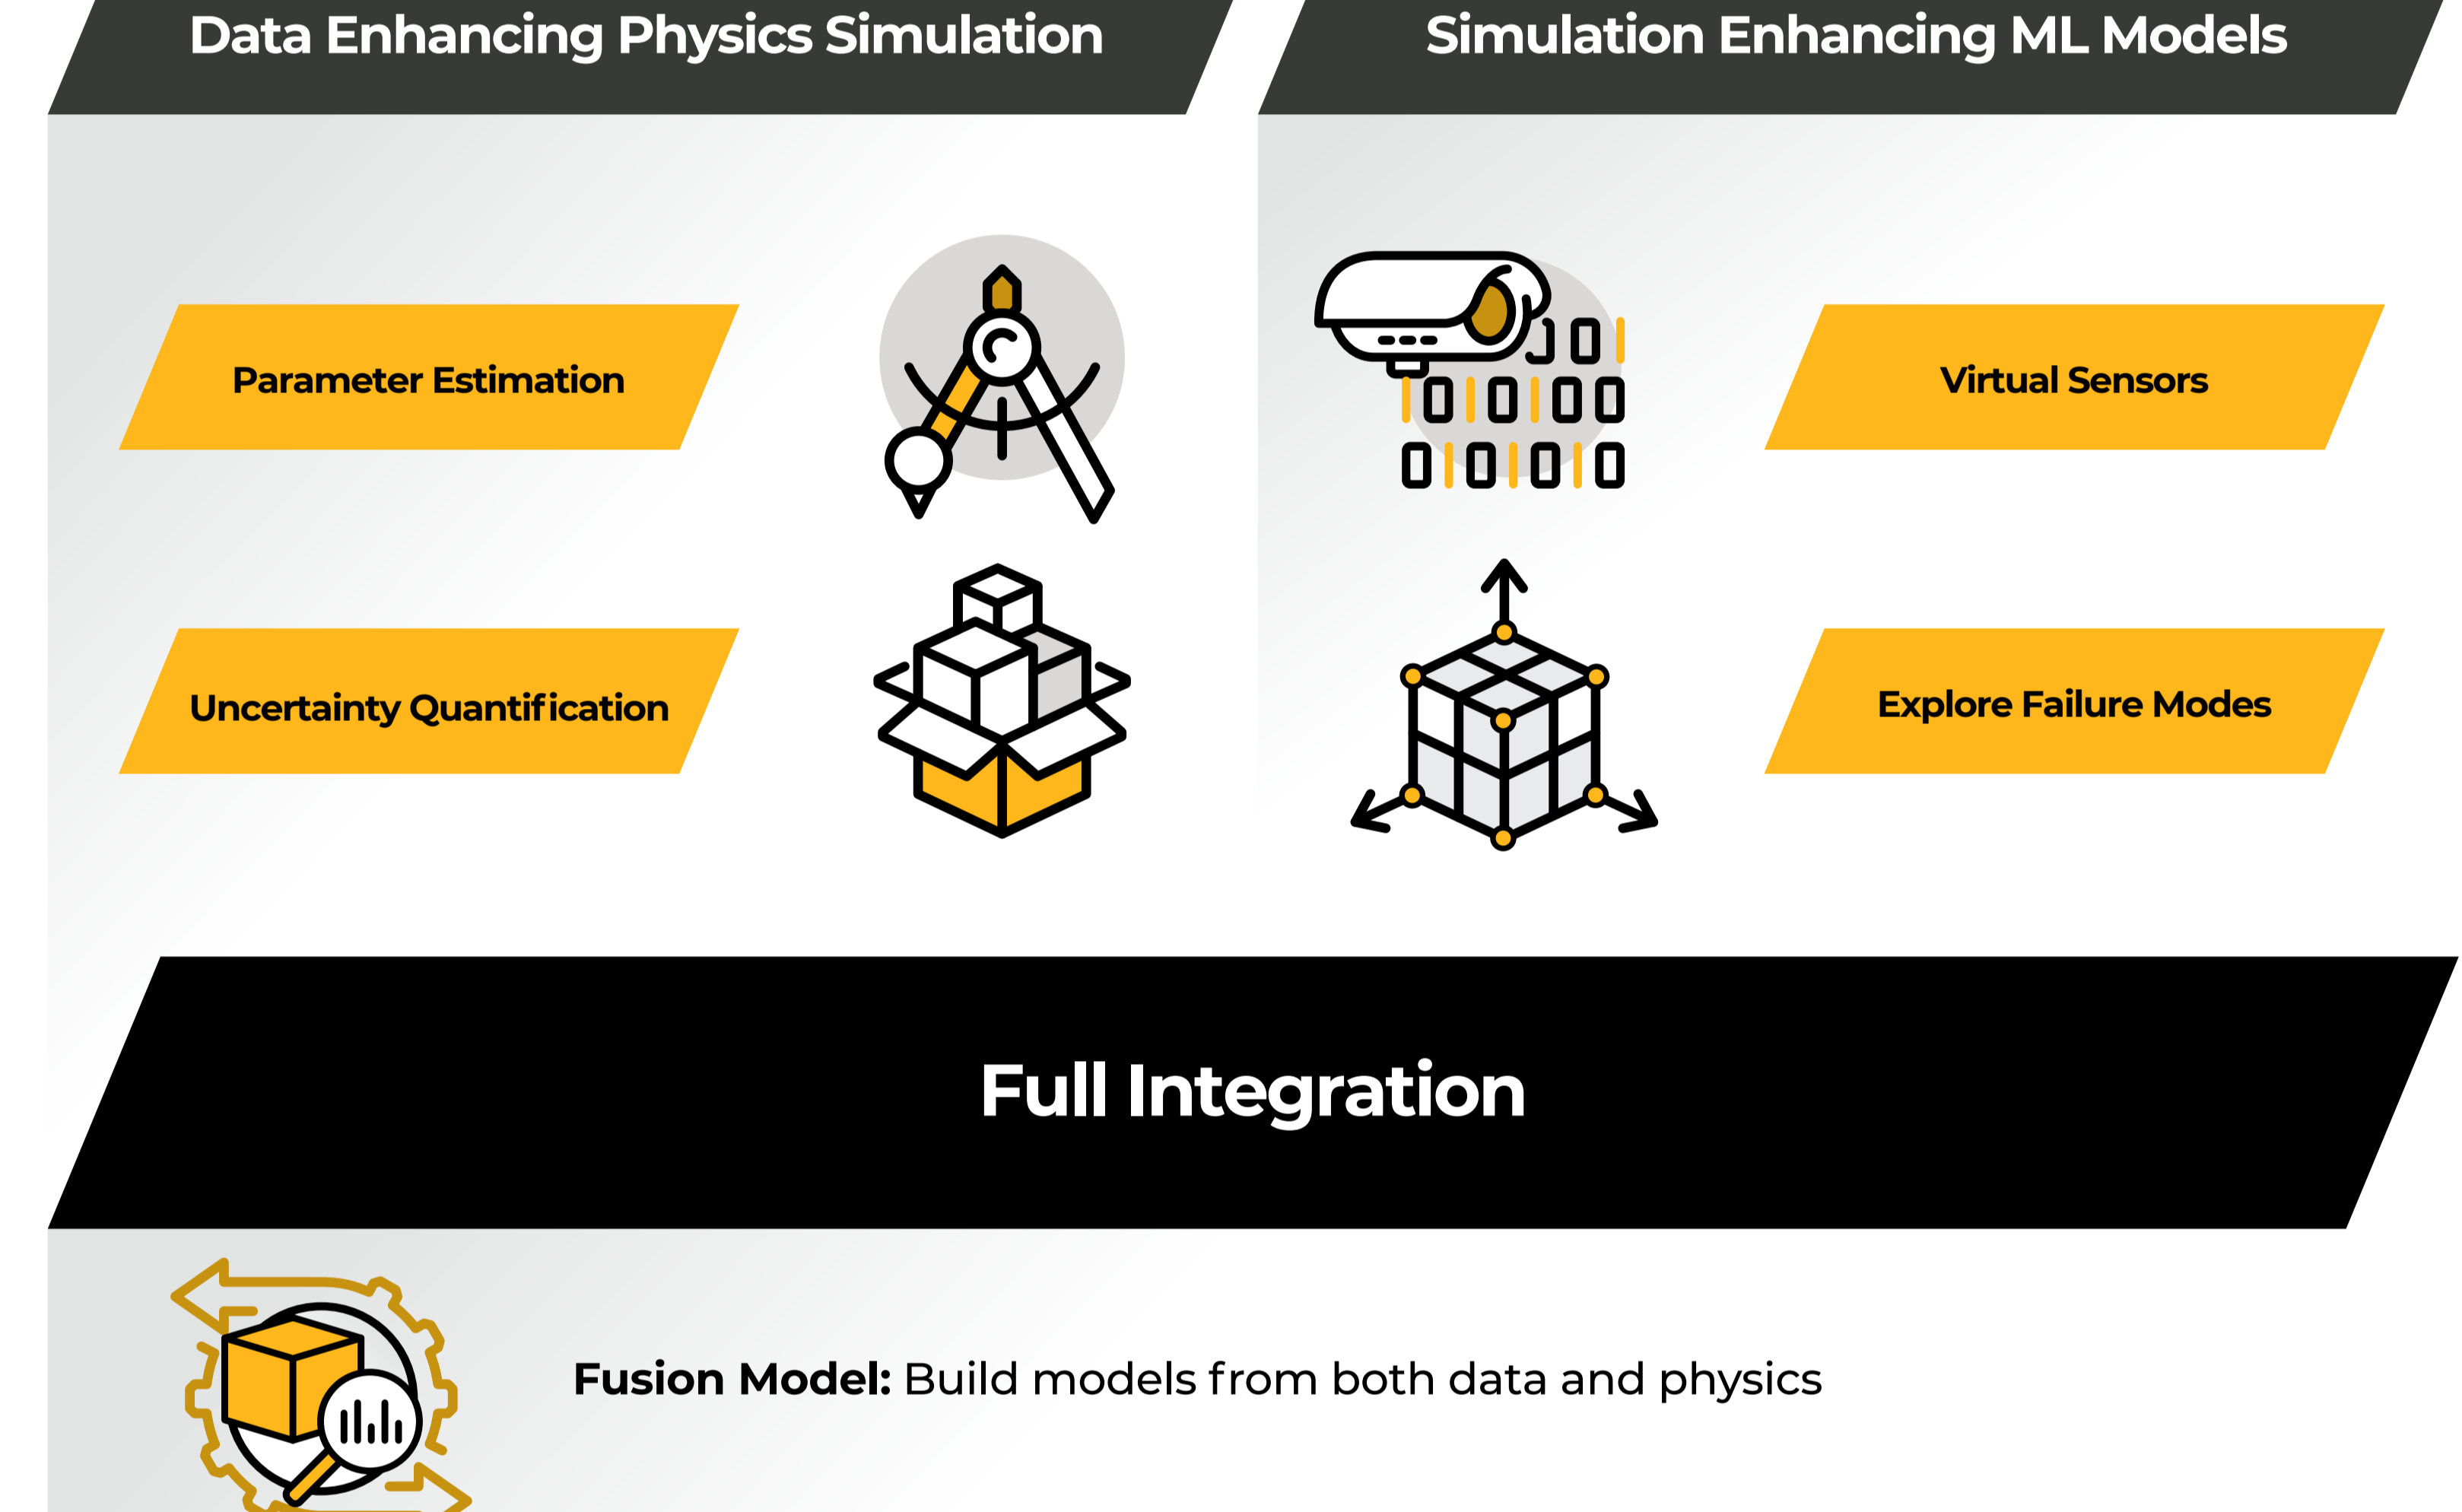 Data Enhancing Physics Simulation
Simulation Enhancing ML Models
Parameter Estimation
Virtual Sensors
Uncertainty Quantification
Explore Failure Modes
Full Integration
Fusion Model: Build models from both data and physics